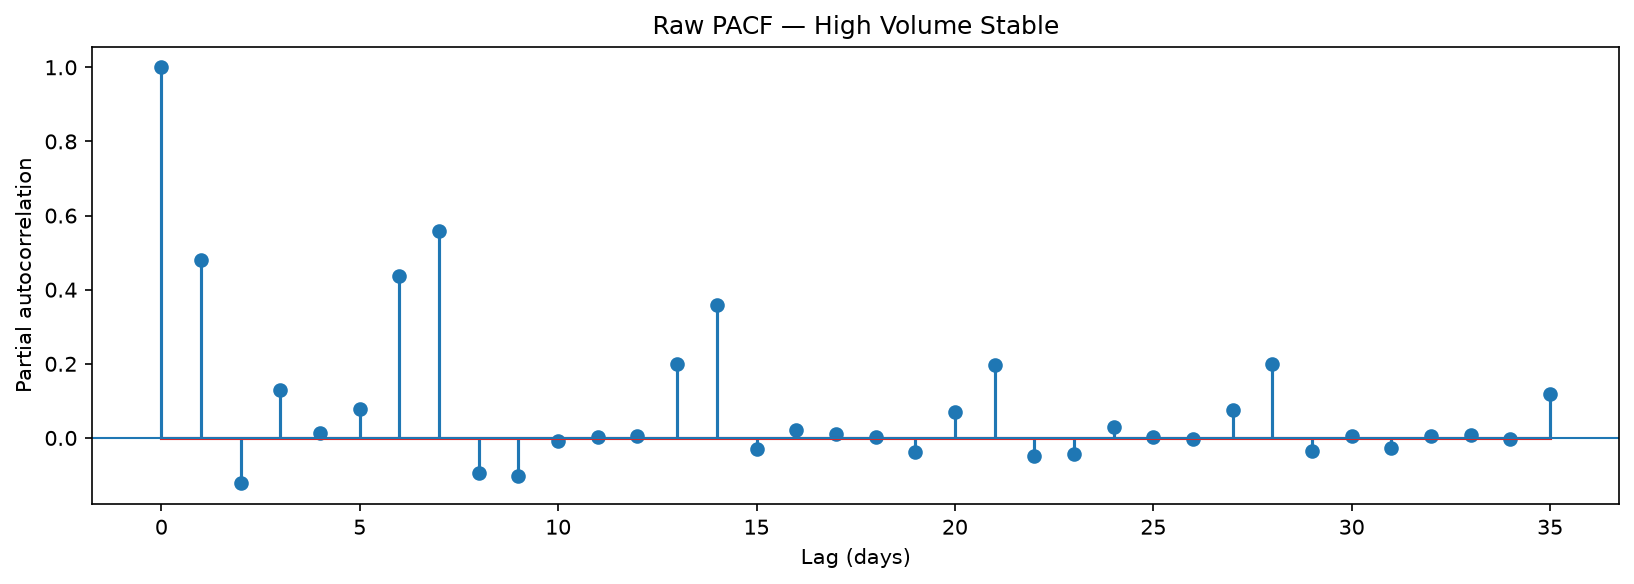 Raw PACF — High Volume Stable
Partial autocorrelation
1.0
0.8
0.6
0.4
0.2
0.0
0 5 10 15 20 25 30 35
Lag (days)